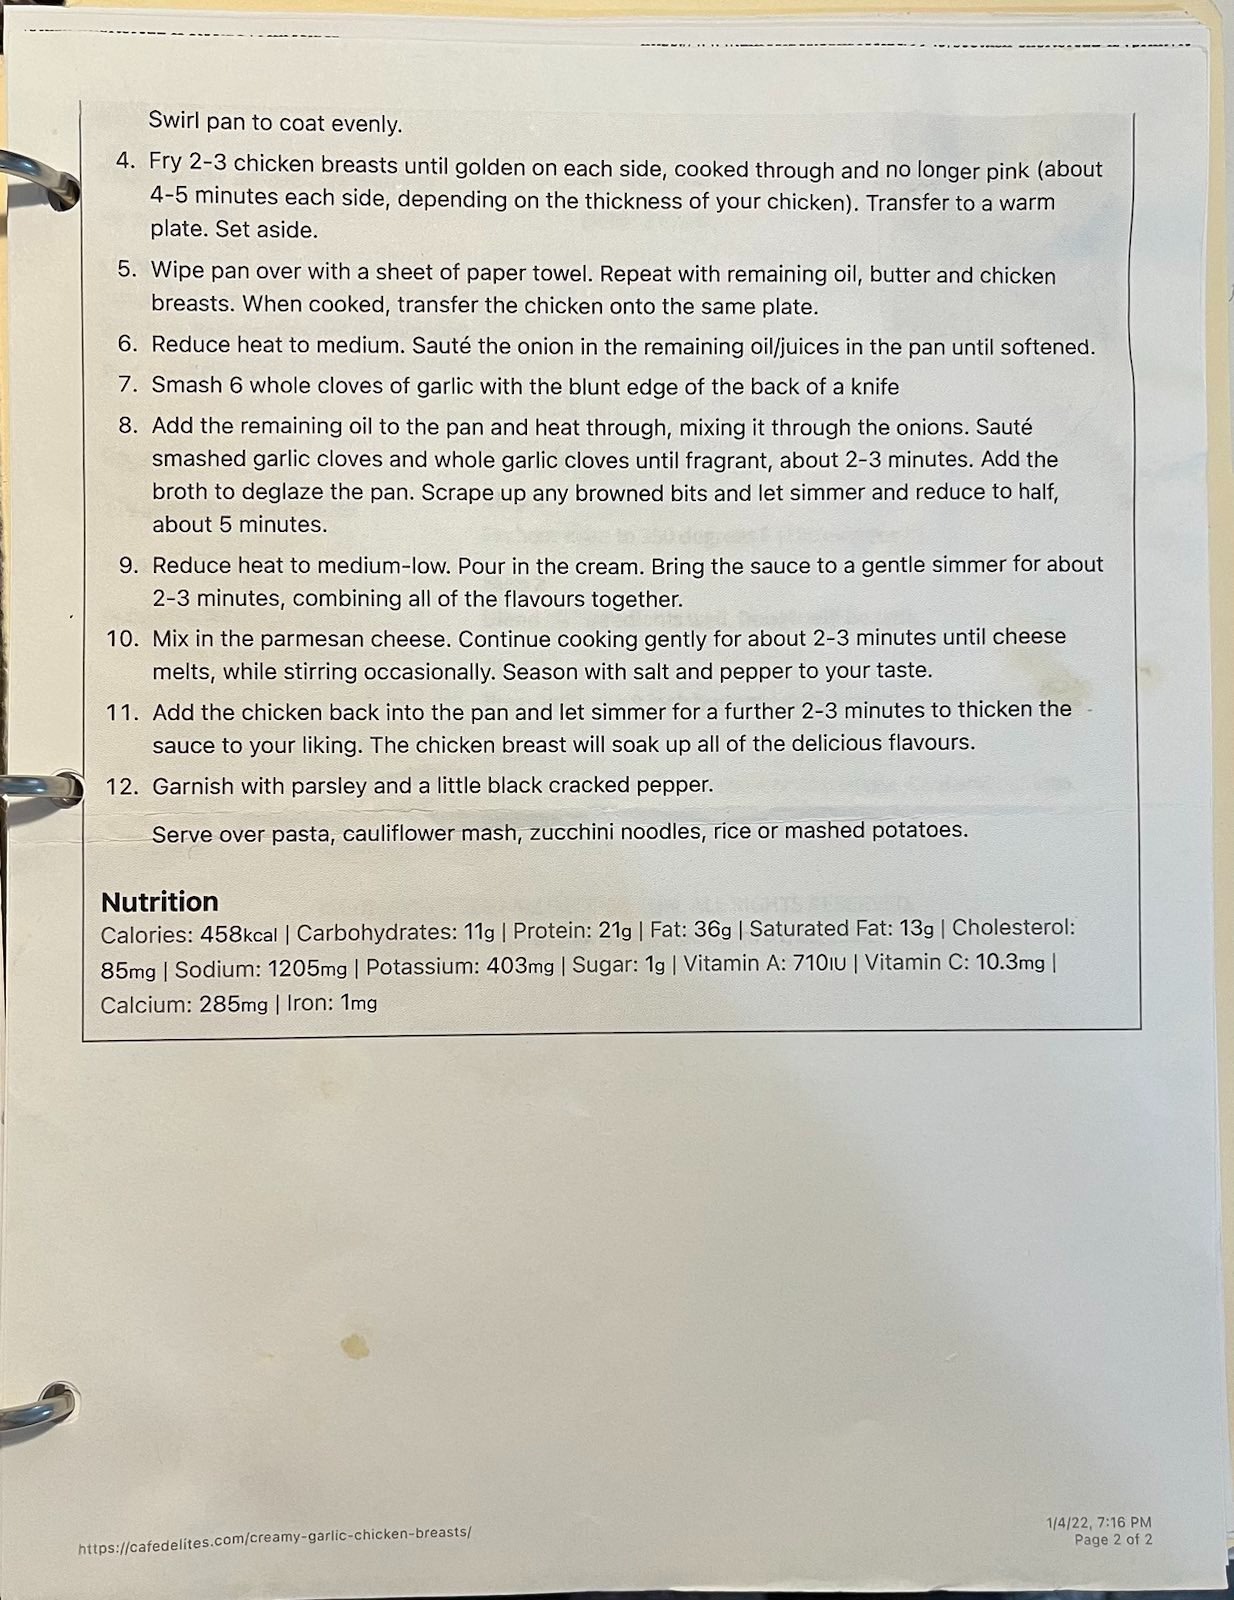 Swirl pan to coat evenly.
4. Fry 2-3 chicken breasts until golden on each side, cooked through and no longer pink (about
4-5 minutes each side, depending on the thickness of your chicken). Transfer to a warm
plate. Set aside.
5. Wipe pan over with a sheet of paper towel. Repeat with remaining oil, butter and chicken
breasts. When cooked, transfer the chicken onto the same plate.
6. Reduce heat to medium. Sauté the onion in the remaining oil/juices in the pan until softened.
7. Smash 6 whole cloves of garlic with the blunt edge of the back of a knife
8. Add the remaining oil to the pan and heat through, mixing it through the onions. Sauté
smashed garlic cloves and whole garlic cloves until fragrant, about 2-3 minutes. Add the
broth to deglaze the pan. Scrape up any browned bits and let simmer and reduce to half,
about 5 minutes.
9. Reduce heat to medium-low. Pour in the cream. Bring the sauce to a gentle simmer for about
2-3 minutes, combining all of the flavours together.
10. Mix in the parmesan cheese. Continue cooking gently for about 2-3 minutes until cheese
melts, while stirring occasionally. Season with salt and pepper to your taste.
11. Add the chicken back into the pan and let simmer for a further 2-3 minutes to thicken the
sauce to your liking. The chicken breast will soak up all of the delicious flavours.
12. Garnish with parsley and a little black cracked pepper.
Serve over pasta, cauliflower mash, zucchini noodles, rice or mashed potatoes.
Nutrition
Calories: 458kcal | Carbohydrates: 11g | Protein: 21g | Fat: 36g | Saturated Fat: 13g | Cholesterol:
85mg | Sodium: 1205mg | Potassium: 403mg | Sugar: 1g | Vitamin A: 710IU | Vitamin C: 10.3mg |
Calcium: 285mg | Iron: 1mg
https://cafedelites.com/creamy-garlic-chicken-breasts/
1/4/22, 7:16 PM
Page 2 of 2